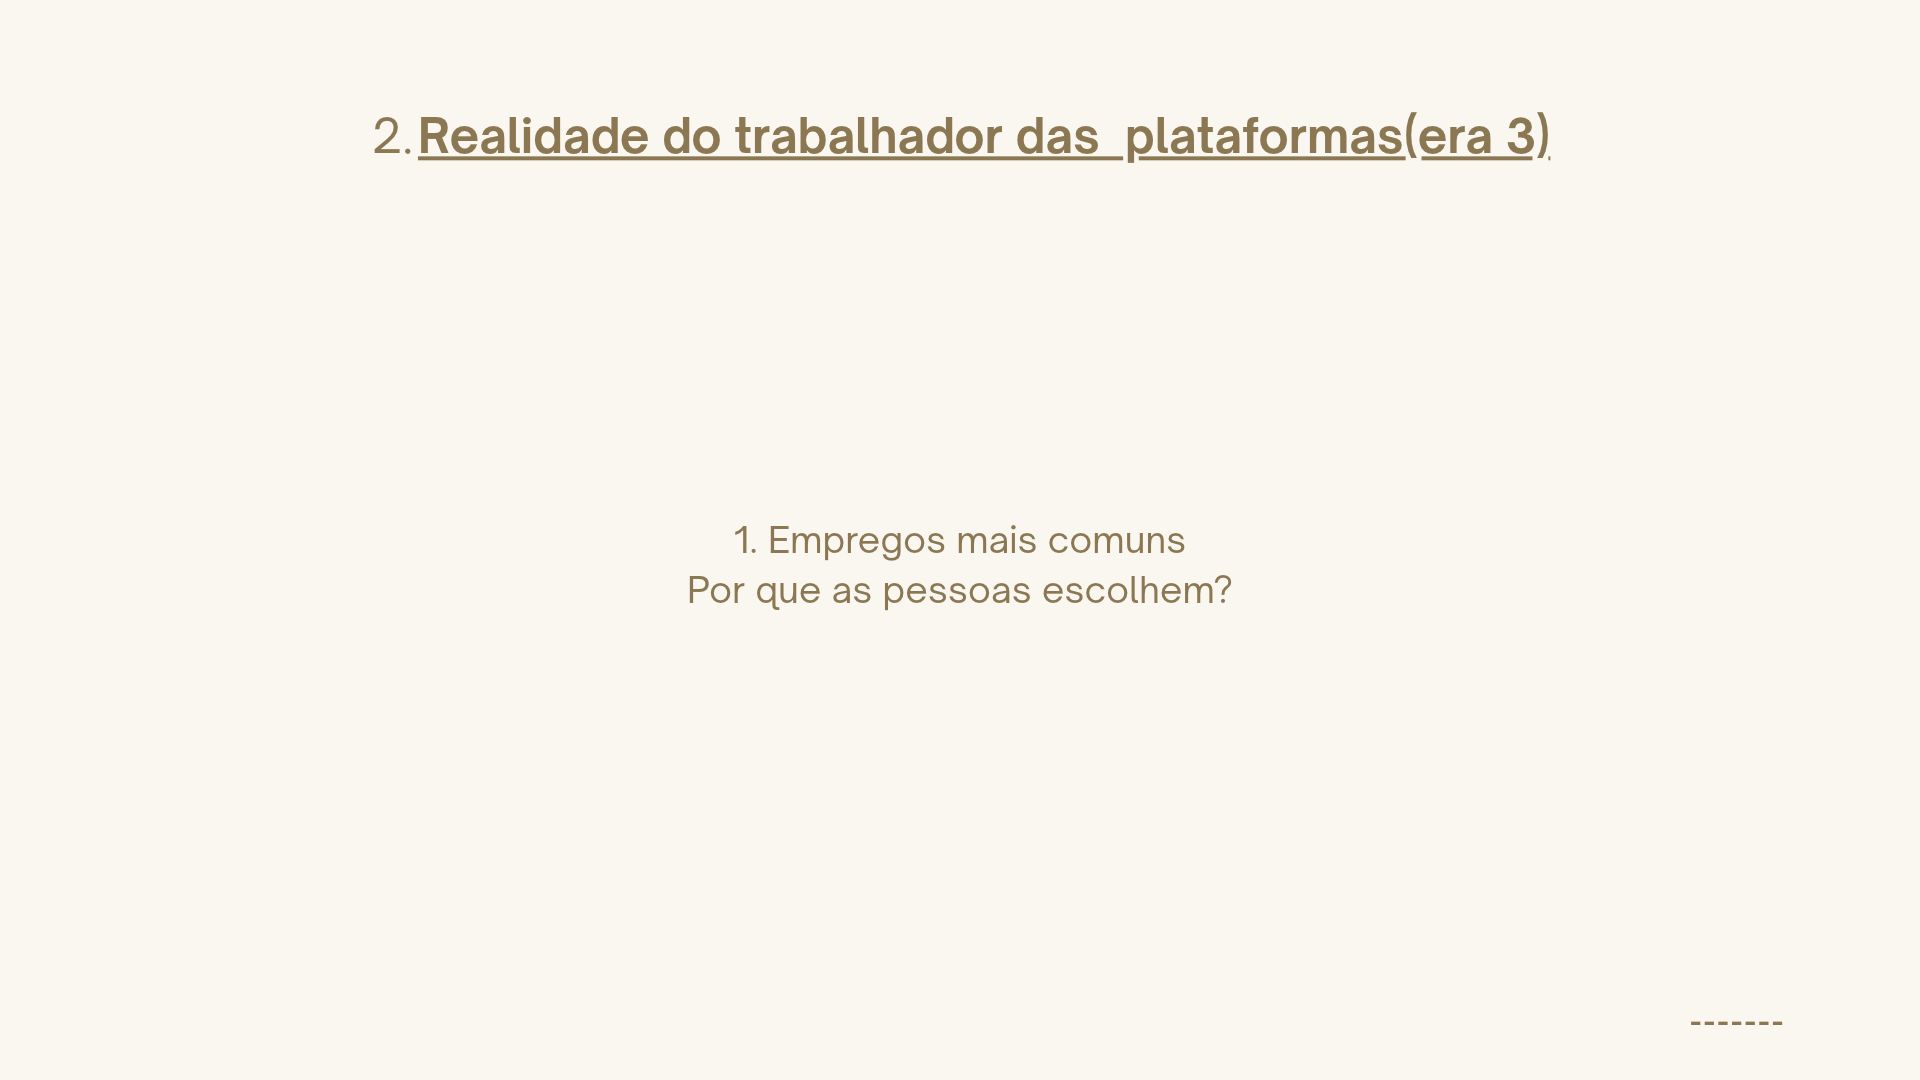 2. Realidade do trabalhador das  plataformas(era 3)
1. Empregos mais comuns
Por que as pessoas escolhem?
-------